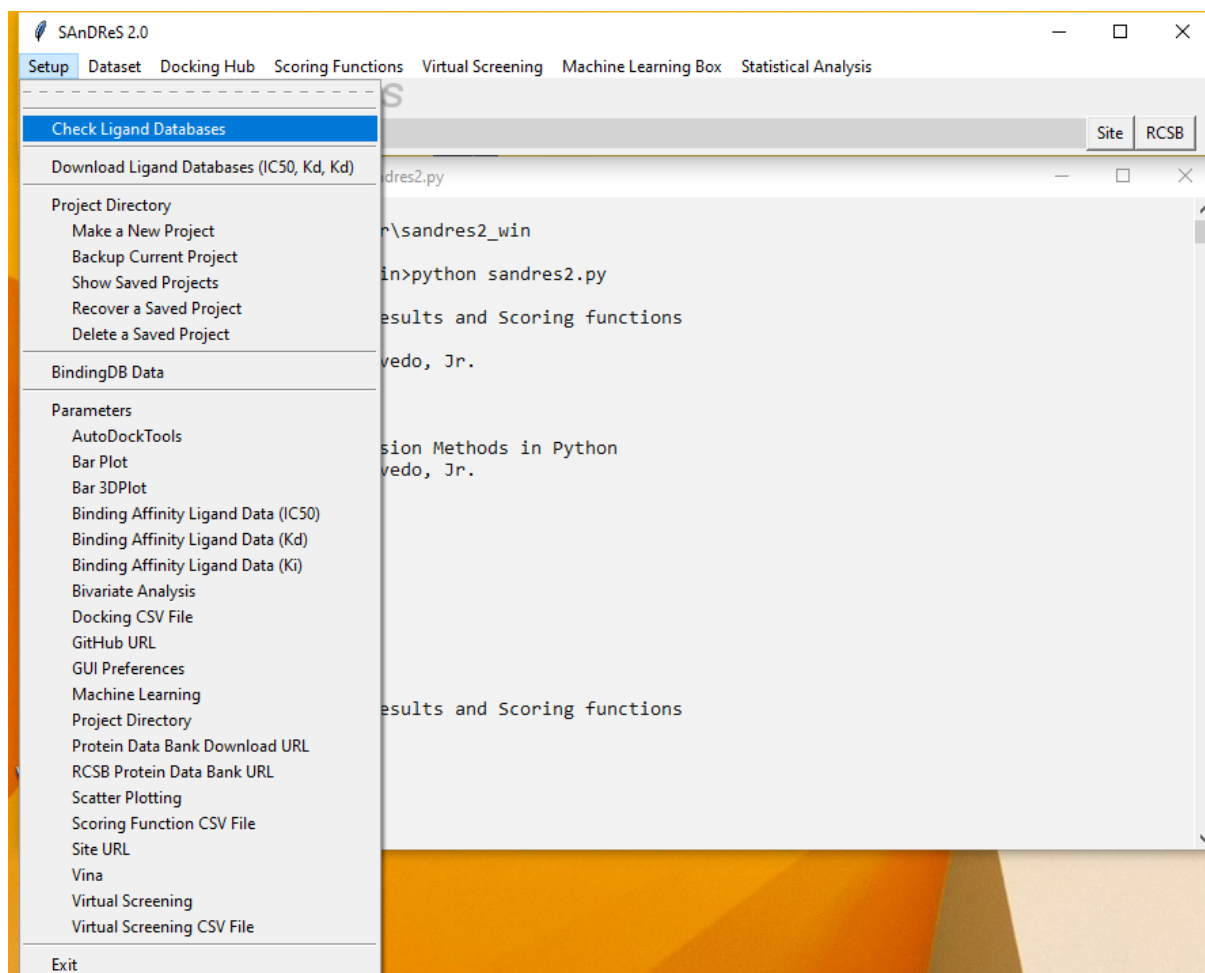 SAnDReS 2.0
Setup Dataset Docking Hub Scoring Functions Virtual Screening Machine Learning Box Statistical Analysis
S
Check Ligand Databases
Site RCSB
Download Ligand Databases (IC50, Kd, Kd)
dres2.py
Project Directory
Make a New Project
r\sandres2_win
Backup Current Project
in>python sandres2.py
Show Saved Projects
Recover a Saved Project
esults and Scoring functions
Delete a Saved Project
vedo, Jr.
BindingDB Data
Parameters
AutoDockTools
sion Methods in Python
Bar Plot
vedo, Jr.
Bar 3DPlot
Binding Affinity Ligand Data (IC50)
Binding Affinity Ligand Data (Kd)
Binding Affinity Ligand Data (Ki)
Bivariate Analysis
Docking CSV File
GitHub URL
GUI Preferences
Machine Learning
esults and Scoring functions
Project Directory
Protein Data Bank Download URL
RCSB Protein Data Bank URL
Scatter Plotting
Scoring Function CSV File
Site URL
Vina
Virtual Screening
Virtual Screening CSV File
Exit